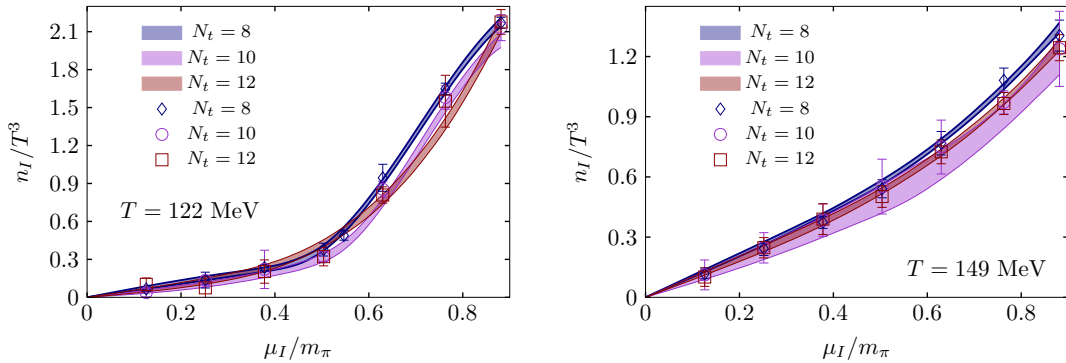 2.1
1.8
1.5
1.2
0.9
0.6
0.3
0
n_I/T^3
N_t = 8
N_t = 10
N_t = 12
N_t = 8
N_t = 10
N_t = 12
T = 122 MeV
0 0.2 0.4 0.6 0.8
μ_I/m_π
1.2
0.9
0.6
0.3
0
n_I/T^3
N_t = 8
N_t = 10
N_t = 12
N_t = 8
N_t = 10
N_t = 12
T = 149 MeV
0 0.2 0.4 0.6 0.8
μ_I/m_π